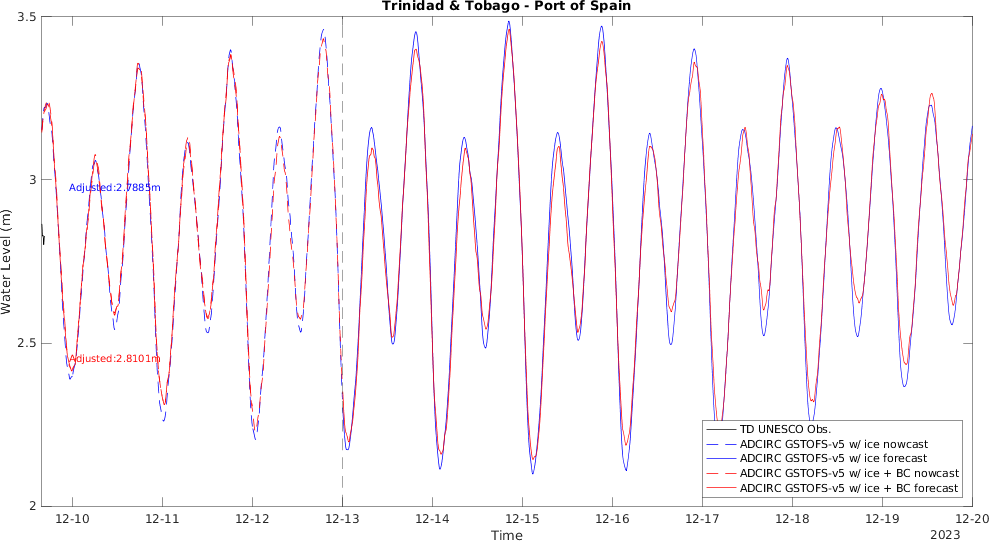 Trinidad & Tobago - Port of Spain
3.5
3
2.5
2
Water Level (m)
Adjusted:2.7885m
Adjusted:2.8101m
TD UNESCO Obs.
ADCIRC GSTOFS-v5 w/ ice nowcast
ADCIRC GSTOFS-v5 w/ ice forecast
ADCIRC GSTOFS-v5 w/ ice + BC nowcast
ADCIRC GSTOFS-v5 w/ ice + BC forecast
12-10 12-11 12-12 12-13 12-14 12-15 12-16 12-17 12-18 12-19 12-20
Time
2023